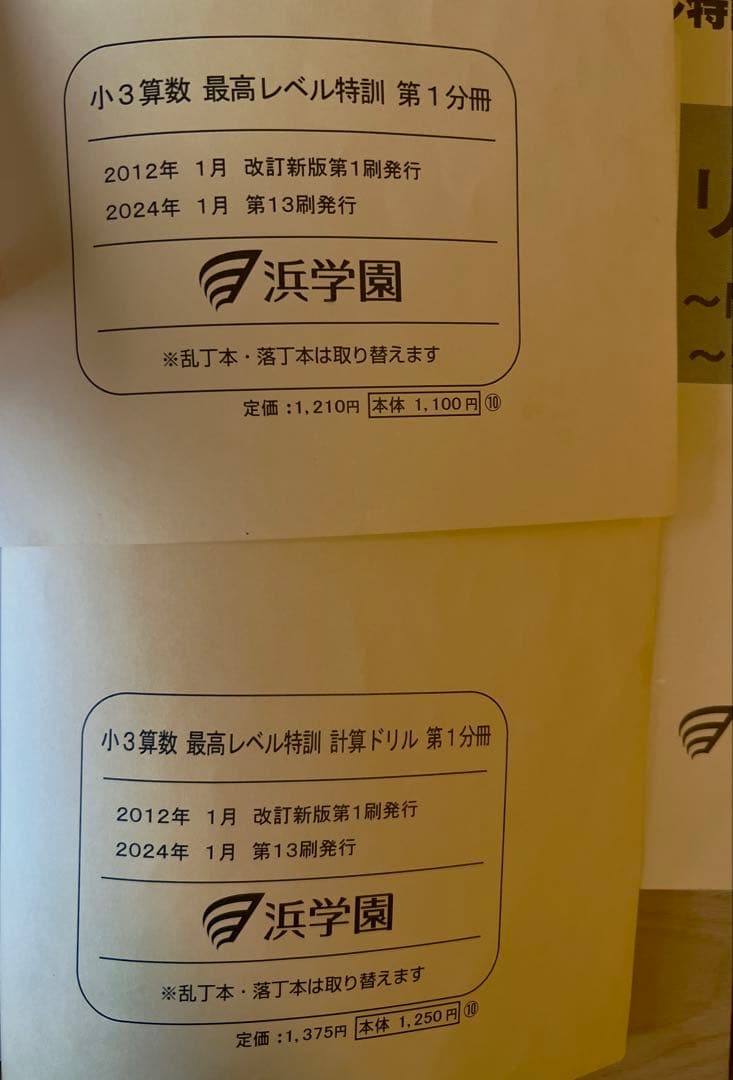 小3算数 最高レベル特訓 第1分冊
2012年 1月 改訂新版第1刷発行
2024年 1月 第13刷発行
浜学園
※乱丁本・落丁本は取り替えます
定価：1,210円 本体 1,100円 ⑩
小3算数 最高レベル特訓 計算ドリル 第1分冊
2012年 1月 改訂新版第1刷発行
2024年 1月 第13刷発行
浜学園
※乱丁本・落丁本は取り替えます
定価：1,375円 本体 1,250円 ⑩
特
リ
～
～